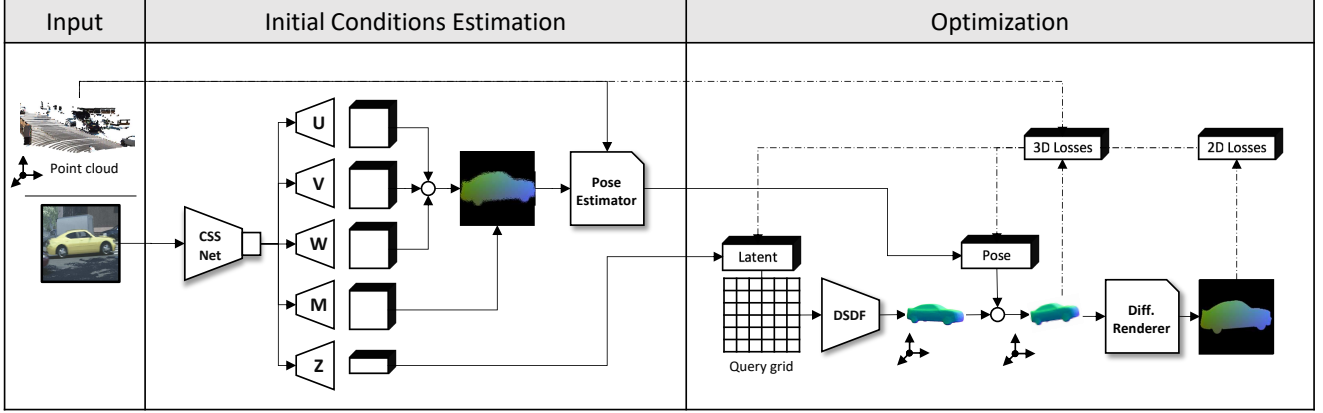 Input
Initial Conditions Estimation
Optimization
Point cloud
CSS
Net
U
V
W
M
Z
Pose
Estimator
3D Losses
2D Losses
Latent
Pose
Query grid
DSDF
Diff.
Renderer